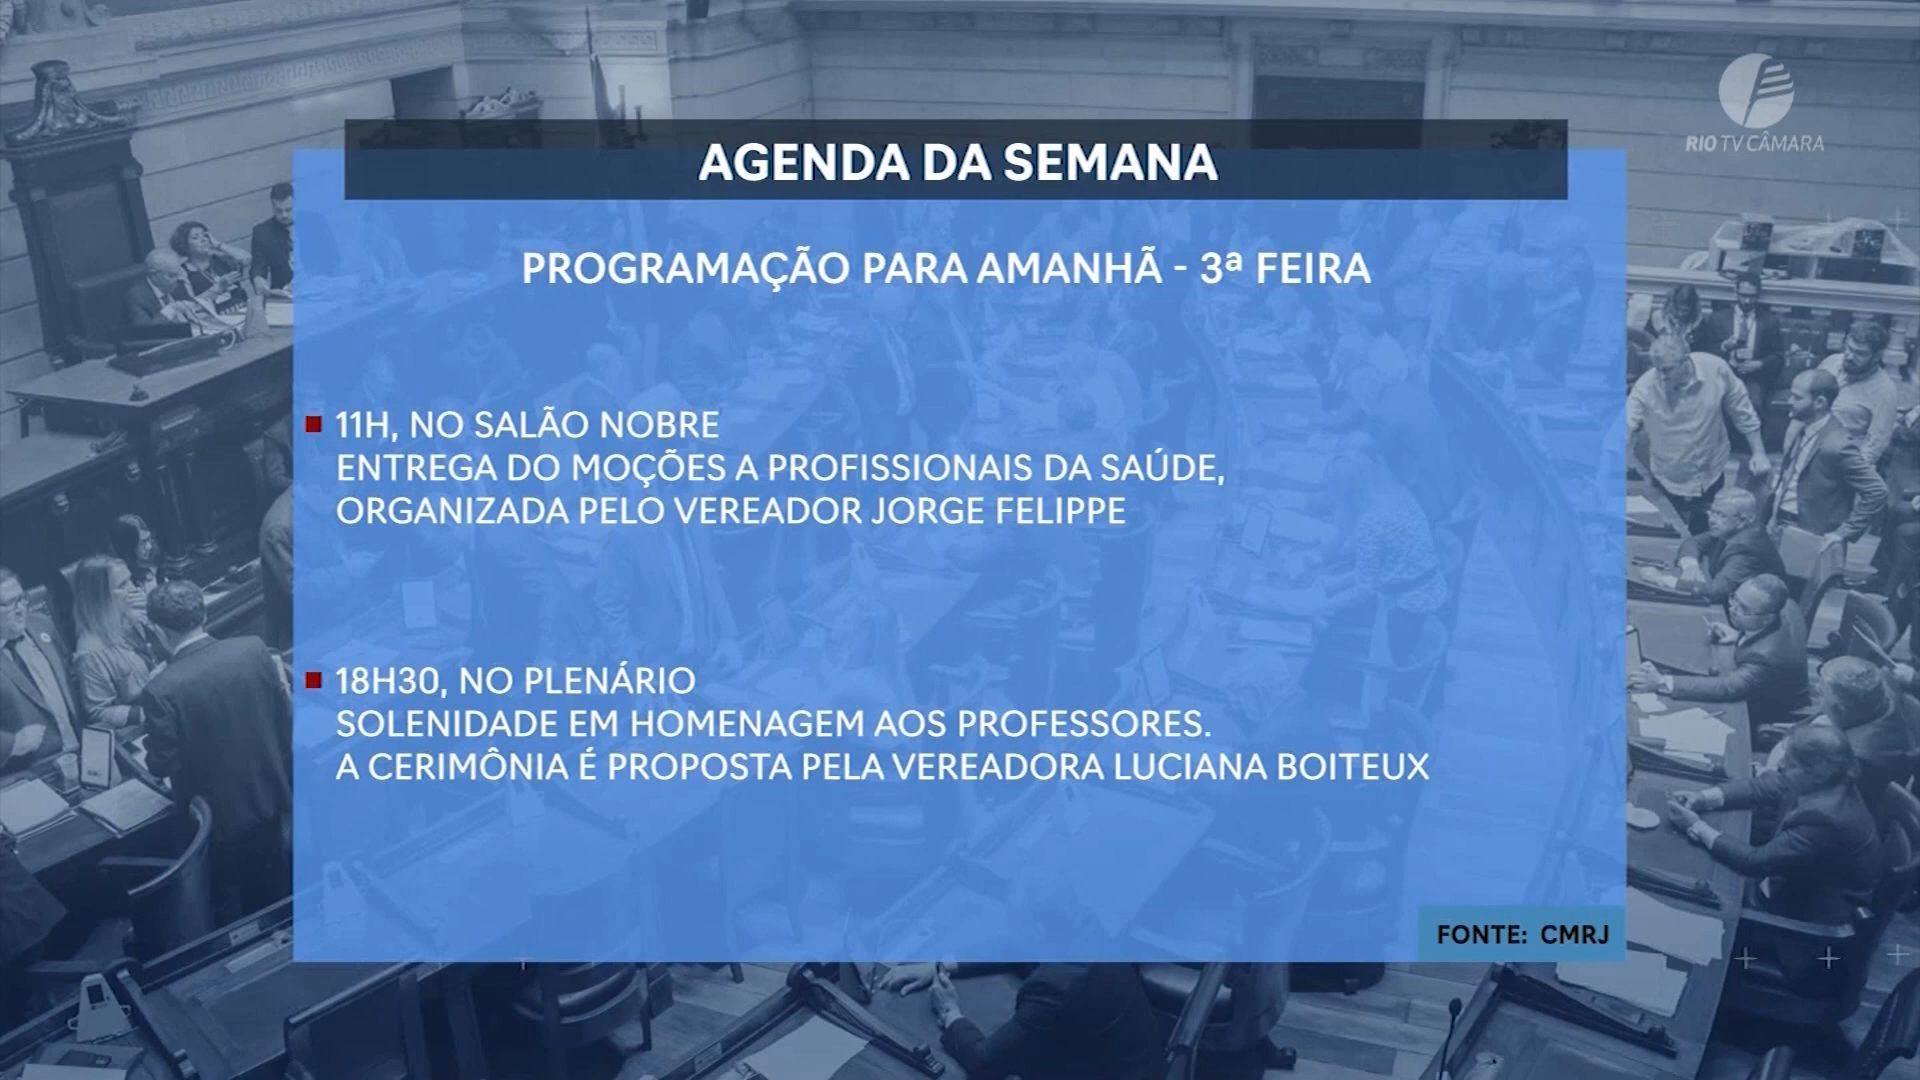 RIO TV CÂMARA
AGENDA DA SEMANA
PROGRAMAÇÃO PARA AMANHÃ - 3ª FEIRA
11H, NO SALÃO NOBRE
ENTREGA DO MOÇÕES A PROFISSIONAIS DA SAÚDE,
ORGANIZADA PELO VEREADOR JORGE FELIPPE
18H30, NO PLENÁRIO
SOLENIDADE EM HOMENAGEM AOS PROFESSORES.
A CERIMÔNIA É PROPOSTA PELA VEREADORA LUCIANA BOITEUX
FONTE: CMRJ